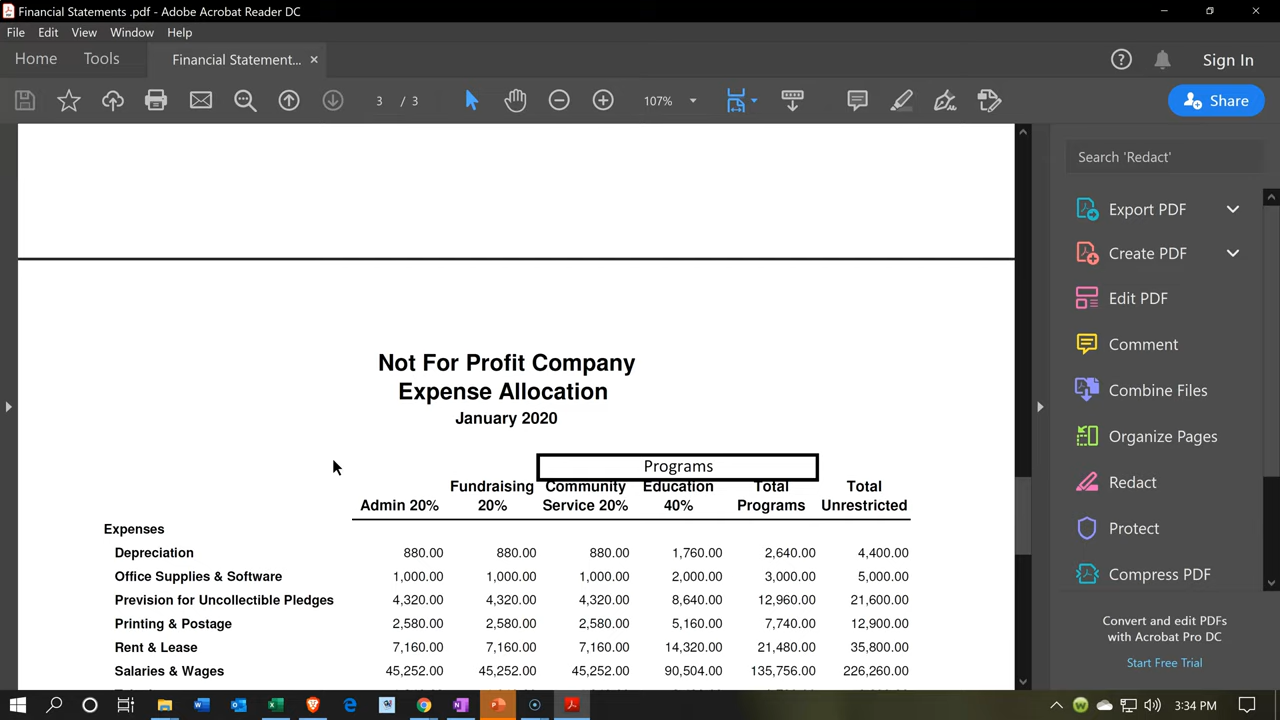 Financial Statements .pdf - Adobe Acrobat Reader DC
File Edit View Window Help
Home Tools Financial Statement... × Sign In
3 / 3 107% Share
Search 'Redact'
Export PDF
Create PDF
Edit PDF
Comment
Combine Files
Organize Pages
Redact
Protect
Compress PDF
Convert and edit PDFs
with Acrobat Pro DC
Start Free Trial
Not For Profit Company
Expense Allocation
January 2020
Programs
Fundraising Community Education Total Total
Admin 20% 20% Service 20% 40% Programs Unrestricted
Expenses
Depreciation 880.00 880.00 880.00 1,760.00 2,640.00 4,400.00
Office Supplies & Software 1,000.00 1,000.00 1,000.00 2,000.00 3,000.00 5,000.00
Prevision for Uncollectible Pledges 4,320.00 4,320.00 4,320.00 8,640.00 12,960.00 21,600.00
Printing & Postage 2,580.00 2,580.00 2,580.00 5,160.00 7,740.00 12,900.00
Rent & Lease 7,160.00 7,160.00 7,160.00 14,320.00 21,480.00 35,800.00
Salaries & Wages 45,252.00 45,252.00 45,252.00 90,504.00 135,756.00 226,260.00
3:34 PM